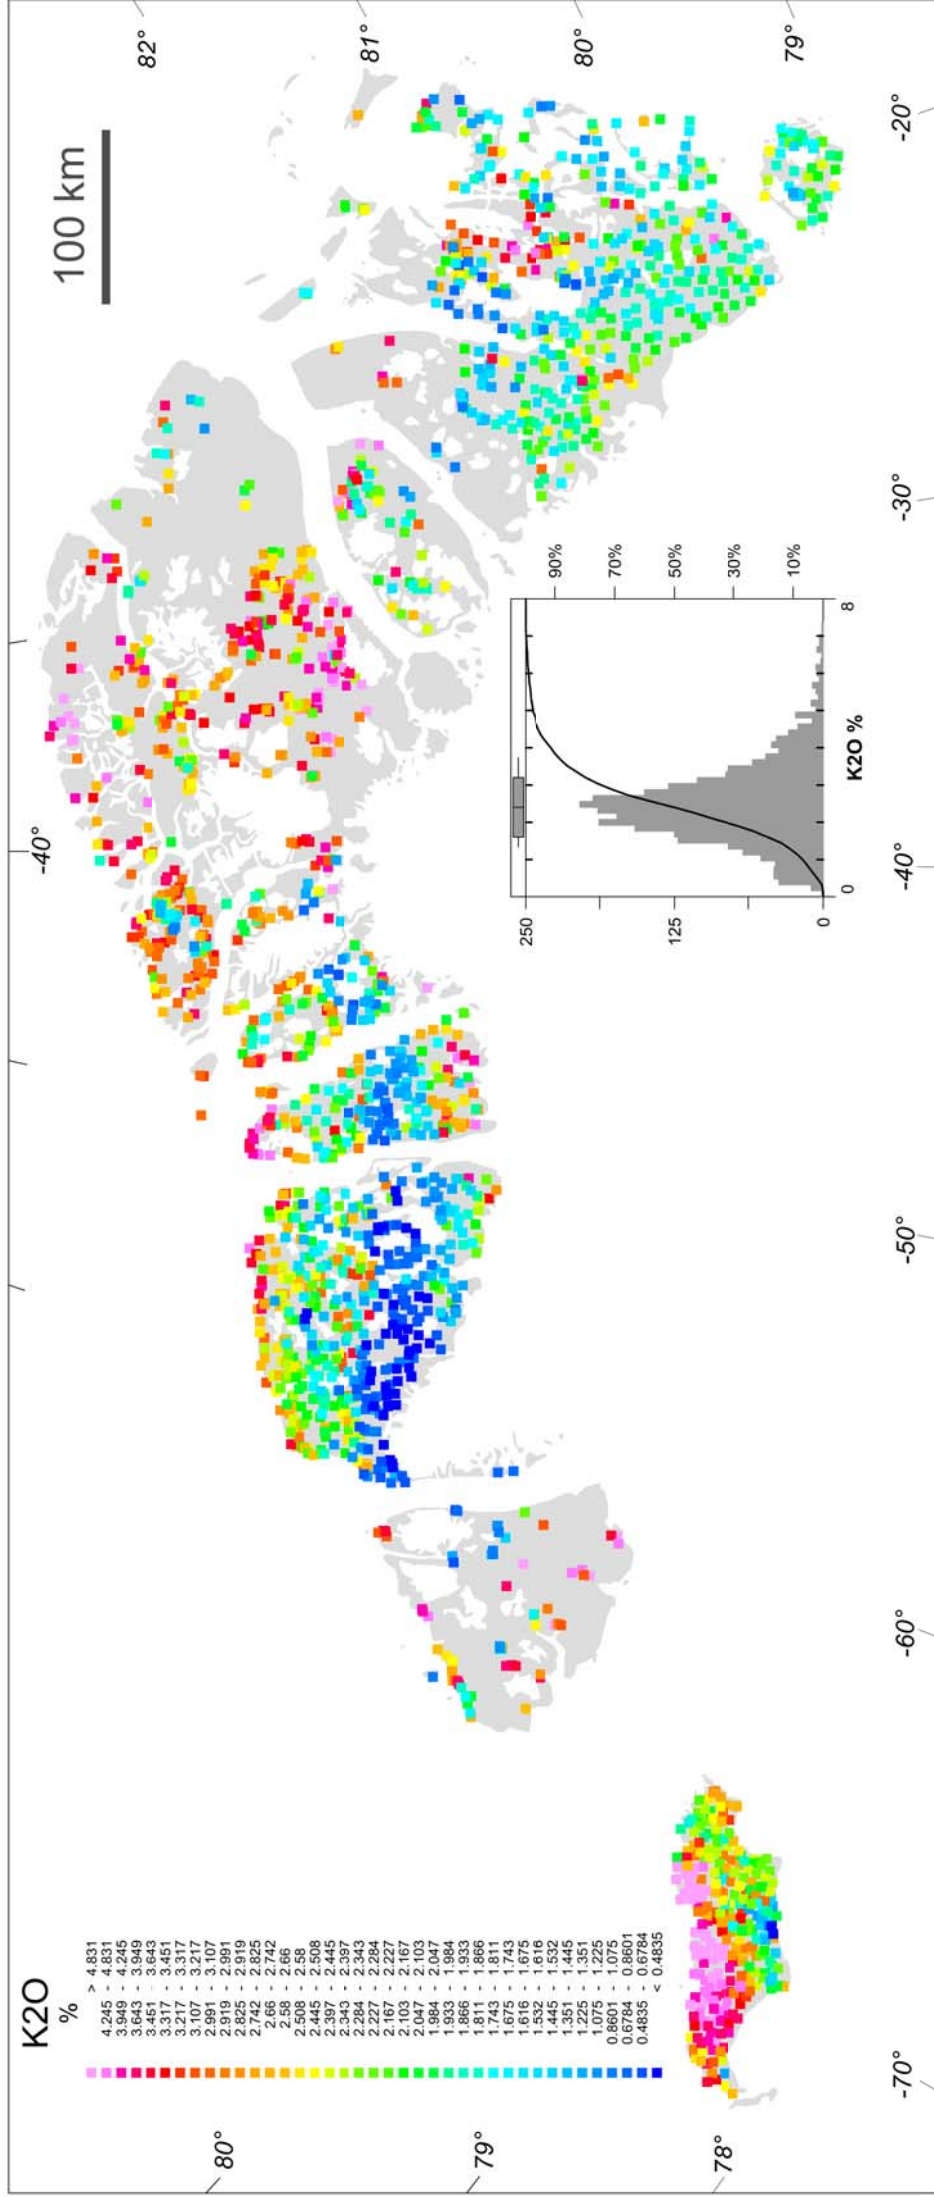 K2O
%
> 4.831
4.245 - 4.831
3.949 - 4.245
3.643 - 3.949
3.451 - 3.643
3.317 - 3.451
3.217 - 3.317
3.107 - 3.217
2.991 - 3.107
2.919 - 2.991
2.825 - 2.919
2.742 - 2.825
2.66 - 2.742
2.58 - 2.66
2.508 - 2.58
2.445 - 2.508
2.397 - 2.445
2.343 - 2.397
2.284 - 2.343
2.227 - 2.284
2.167 - 2.227
2.103 - 2.167
2.047 - 2.103
1.984 - 2.047
1.933 - 1.984
1.866 - 1.933
1.811 - 1.866
1.743 - 1.811
1.675 - 1.743
1.616 - 1.675
1.532 - 1.616
1.445 - 1.532
1.351 - 1.445
1.225 - 1.351
1.075 - 1.225
0.8601 - 1.075
0.6784 - 0.8601
0.4835 - 0.6784
< 0.4835
100 km
-40°
82°
81°
80°
79°
80°
79°
78°
-70°
-60°
-50°
-40°
-30°
-20°
250
125
0
90%
70%
50%
30%
10%
0
8
K2O %